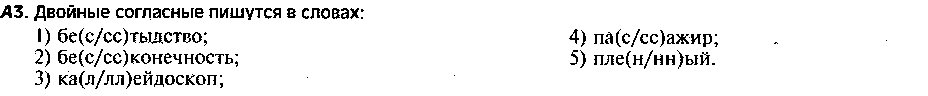 А3. Двойные согласные пишутся в словах:
1) бе(с/сс)тыдство;
2) бе(с/сс)конечность;
3) ка(л/лл)ейдоскоп;
4) па(с/сс)ажир;
5) пле(н/нн)ый.